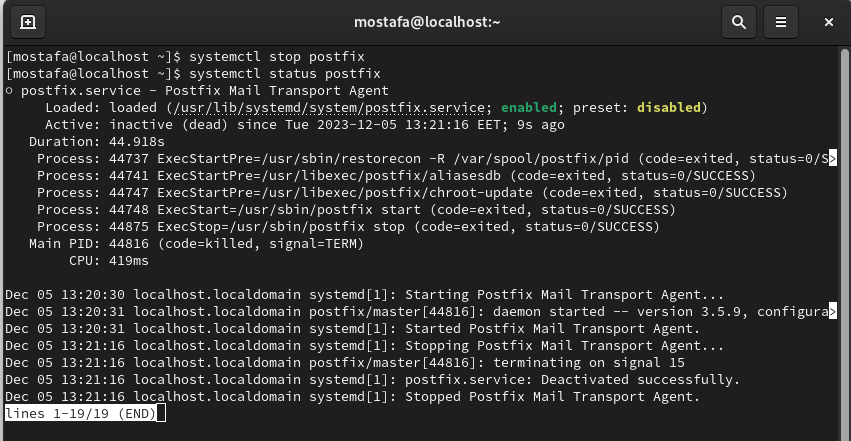 mostafa@localhost:~
[mostafa@localhost ~]$ systemctl stop postfix
[mostafa@localhost ~]$ systemctl status postfix
○ postfix.service - Postfix Mail Transport Agent
     Loaded: loaded (/usr/lib/systemd/system/postfix.service; enabled; preset: disabled)
     Active: inactive (dead) since Tue 2023-12-05 13:21:16 EET; 9s ago
   Duration: 44.918s
    Process: 44737 ExecStartPre=/usr/sbin/restorecon -R /var/spool/postfix/pid (code=exited, status=0/S>
    Process: 44741 ExecStartPre=/usr/libexec/postfix/aliasesdb (code=exited, status=0/SUCCESS)
    Process: 44747 ExecStartPre=/usr/libexec/postfix/chroot-update (code=exited, status=0/SUCCESS)
    Process: 44748 ExecStart=/usr/sbin/postfix start (code=exited, status=0/SUCCESS)
    Process: 44875 ExecStop=/usr/sbin/postfix stop (code=exited, status=0/SUCCESS)
   Main PID: 44816 (code=killed, signal=TERM)
        CPU: 419ms

Dec 05 13:20:30 localhost.localdomain systemd[1]: Starting Postfix Mail Transport Agent...
Dec 05 13:20:31 localhost.localdomain postfix/master[44816]: daemon started -- version 3.5.9, configura>
Dec 05 13:20:31 localhost.localdomain systemd[1]: Started Postfix Mail Transport Agent.
Dec 05 13:21:16 localhost.localdomain systemd[1]: Stopping Postfix Mail Transport Agent...
Dec 05 13:21:16 localhost.localdomain postfix/master[44816]: terminating on signal 15
Dec 05 13:21:16 localhost.localdomain systemd[1]: postfix.service: Deactivated successfully.
Dec 05 13:21:16 localhost.localdomain systemd[1]: Stopped Postfix Mail Transport Agent.
lines 1-19/19 (END)